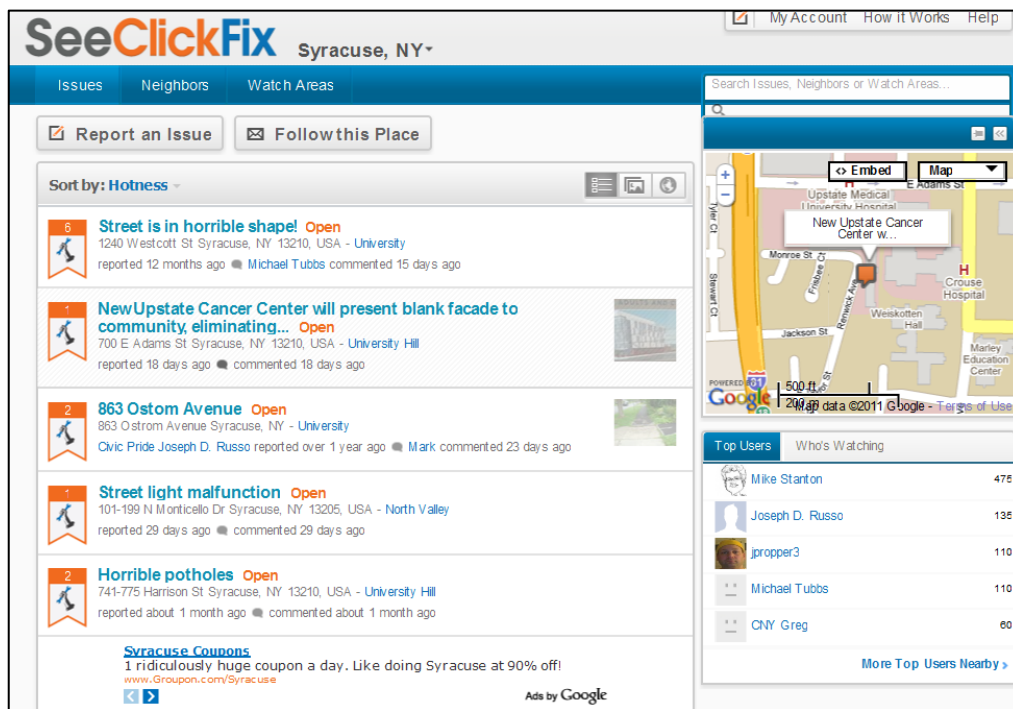 SeeClickFix Syracuse, NY
My Account How it Works Help
Issues Neighbors Watch Areas
Search Issues, Neighbors or Watch Areas...
Report an Issue Follow this Place
Sort by: Hotness
6
Street is in horrible shape! Open
1240 Westcott St Syracuse, NY 13210, USA - University
reported 12 months ago Michael Tubbs commented 15 days ago
1
New Upstate Cancer Center will present blank facade to
community, eliminating... Open
700 E Adams St Syracuse, NY 13210, USA - University Hill
reported 18 days ago commented 18 days ago
2
863 Ostom Avenue Open
863 Ostrom Avenue Syracuse, NY - University
Civic Pride Joseph D. Russo reported over 1 year ago Mark commented 23 days ago
1
Street light malfunction Open
101-199 N Monticello Dr Syracuse, NY 13205, USA - North Valley
reported 29 days ago commented 29 days ago
2
Horrible potholes Open
741-775 Harrison St Syracuse, NY 13210, USA - University Hill
reported about 1 month ago commented about 1 month ago
Syracuse Coupons
1 ridiculously huge coupon a day. Like doing Syracuse at 90% off!
www.Groupon.com/Syracuse
Ads by Google
<> Embed Map
E Adams St
H
Upstate Medical
University Hospital
Tyler Ct
New Upstate Cancer
Center w...
Monroe St
Frisbee Ct
Renwick Ave
H
Crouse
Hospital
Stewart Ct
Weiskotten
Hall
Jackson St
Marley
Education
Center
POWERED
81
500 ft
200 m
Google
Map data ©2011 Google - Terms of Use
Top Users Who's Watching
Mike Stanton 475
Joseph D. Russo 135
jpropper3 110
Michael Tubbs 110
CNY Greg 60
More Top Users Nearby »